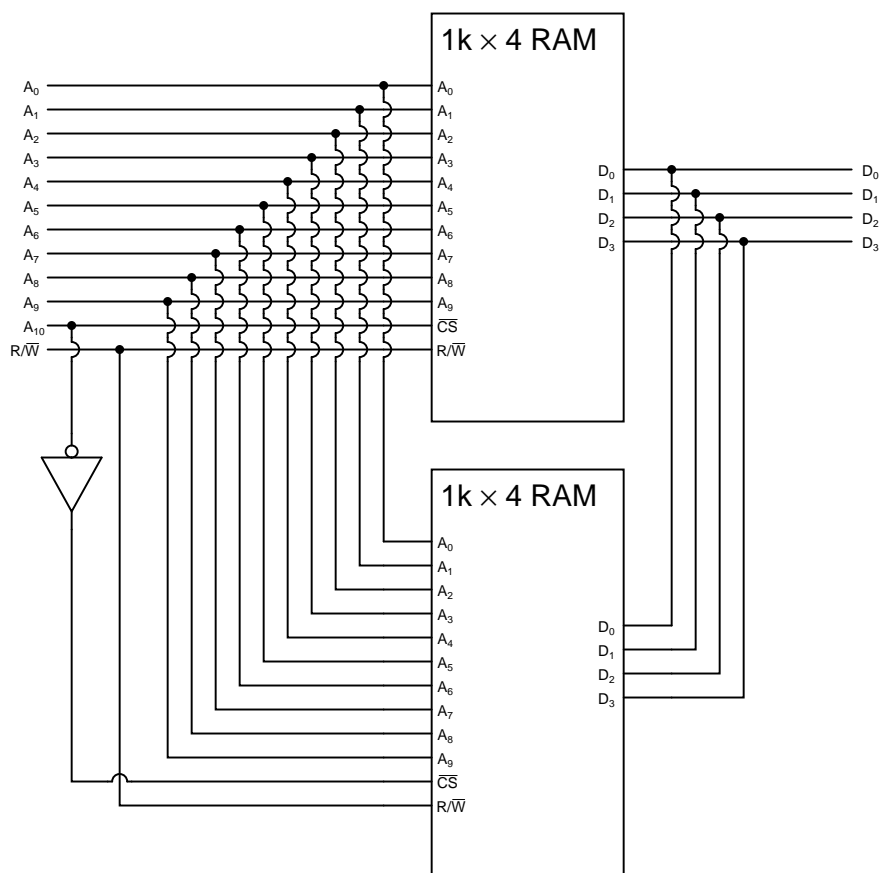 1k × 4 RAM
A₀
A₁
A₂
A₃
A₄
A₅
A₆
A₇
A₈
A₉
A₁₀
R/W̅
A₀
A₁
A₂
A₃
A₄
A₅
A₆
A₇
A₈
A₉
C̅S̅
R/W̅
D₀
D₁
D₂
D₃
D₀
D₁
D₂
D₃
1k × 4 RAM
A₀
A₁
A₂
A₃
A₄
A₅
A₆
A₇
A₈
A₉
C̅S̅
R/W̅
D₀
D₁
D₂
D₃